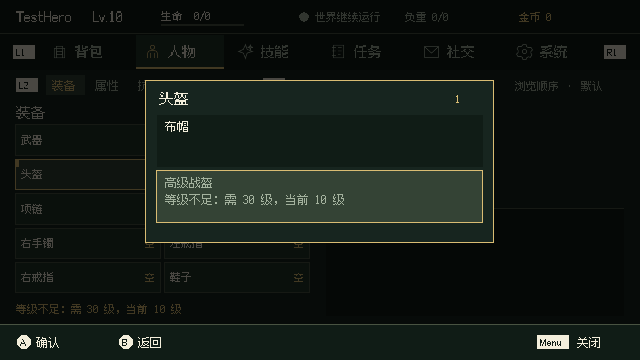 TestHero Lv.10 生命 0/0 世界继续运行 负重 0/0 金币 0
L1 背包 人物 技能 任务 社交 系统 R1
L2 装备 属性 浏览顺序 · 默认
装备
头盔 1
武器
布帽
头盔
高级战盔
等级不足：需 30 级，当前 10 级
项链
右手镯 空
右戒指 空 鞋子 空
等级不足：需 30 级，当前 10 级
A 确认 B 返回 Menu 关闭